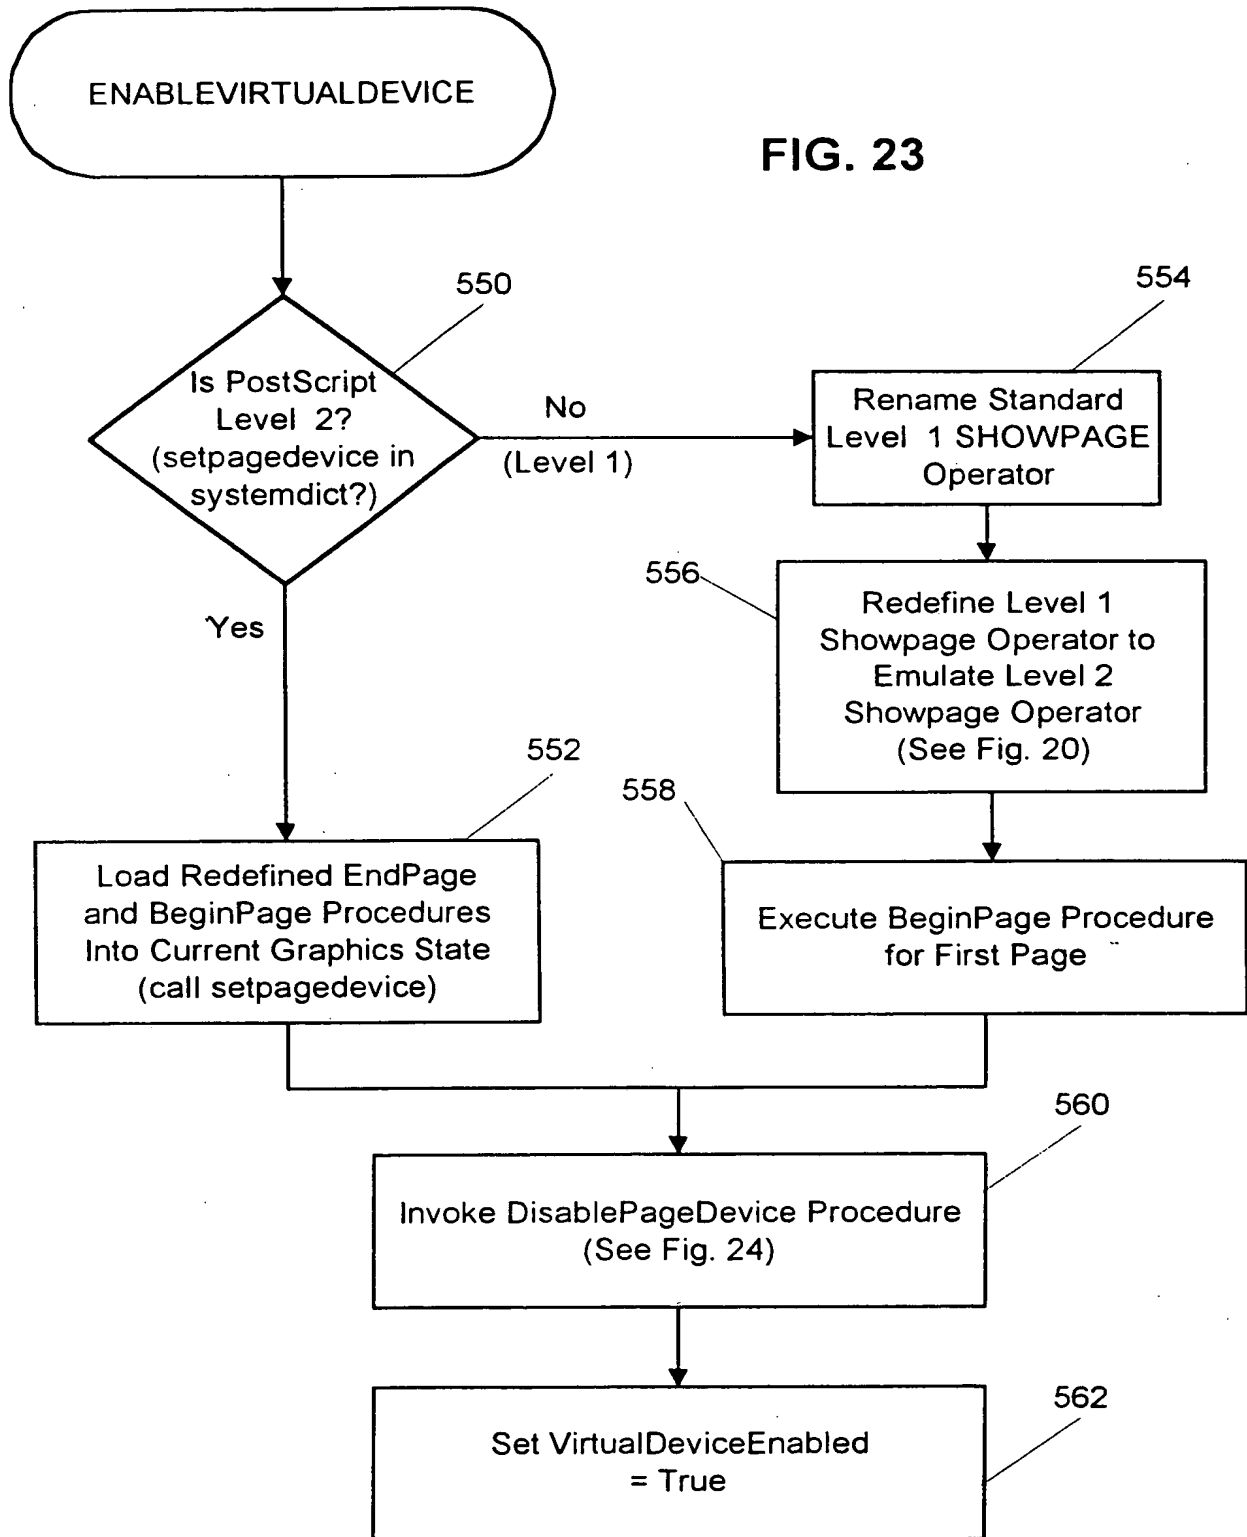 ENABLEVIRTUALDEVICE
FIG. 23
550
Is PostScript
Level 2?
(setpagedevice in
systemdict?)
No
(Level 1)
Yes
554
Rename Standard
Level 1 SHOWPAGE
Operator
556
Redefine Level 1
Showpage Operator to
Emulate Level 2
Showpage Operator
(See Fig. 20)
552
Load Redefined EndPage
and BeginPage Procedures
Into Current Graphics State
(call setpagedevice)
558
Execute BeginPage Procedure
for First Page
560
Invoke DisablePageDevice Procedure
(See Fig. 24)
562
Set VirtualDeviceEnabled
= True